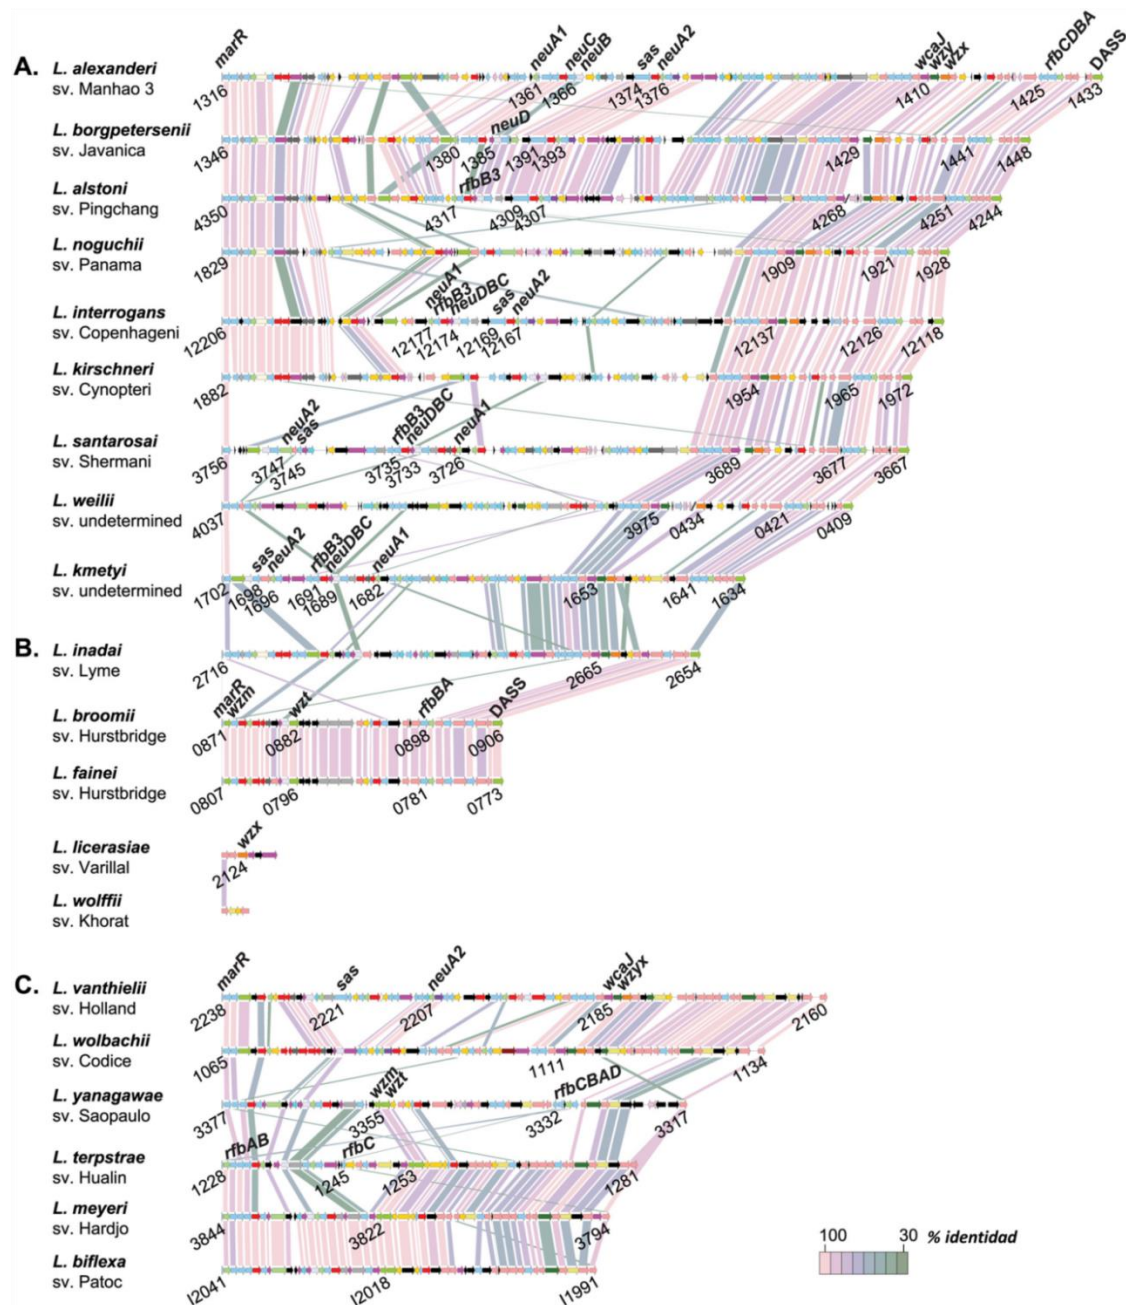 marR neuA1 neuC neuB sas neuA2 wcaJ wzy wzx rfbCDBA DASS
A. L. alexanderi
sv. Manhao 3
1316 1361 1366 1374 1376 1410 1425 1433
neuD
L. borgpetersenii
sv. Javanica
1346 1380 1385 1391 1393 1429 1441 1448
rfbB3
L. alstoni
sv. Pingchang
4350 4317 4309 4307 4268 4251 4244
L. noguchii
sv. Panama
1829 1909 1921 1928
neuA1 rfbB3 neuDBC sas neuA2
L. interrogans
sv. Copenhageni
12206 12177 12174 12169 12167 12137 12126 12118
L. kirschneri
sv. Cynopteri
1882 1954 1965 1972
neuA2 sas rfbB3 neuDBC neuA1
L. santarosai
sv. Shermani
3756 3747 3745 3735 3733 3726 3689 3677 3667
L. weilii
sv. undetermined
4037 3975 0434 0421 0409
sas neuA2 rfbB3 neuDBC neuA1
L. kmetyi
sv. undetermined
1702 1698 1696 1691 1689 1682 1653 1641 1634
B. L. inadai
sv. Lyme
2716 2665 2654
marR wzm wzt rfbBA DASS
L. broomii
sv. Hurstbridge
0871 0882 0898 0906
L. fainei
sv. Hurstbridge
0807 0796 0781 0773
wzx
L. licerasiae
sv. Varillal
2124
L. wolffii
sv. Khorat
marR sas neuA2 wcaJ wzyx
C. L. vanthielii
sv. Holland
2238 2221 2207 2185 2160
L. wolbachii
sv. Codice
1065 1111 1134
wzm wzt rfbCBAD
L. yanagawae
sv. Saopaulo
3377 3355 3332 3317
rfbAB rfbC
L. terpstrae
sv. Hualin
1228 1245 1253 1281
L. meyeri
sv. Hardjo
3844 3822 3794
100 30 % identidad
L. biflexa
sv. Patoc
I2041 I2018 I1991